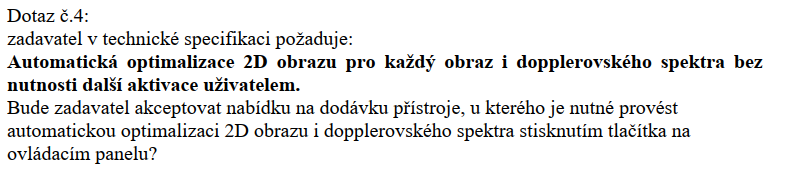 Dotaz č.4:
zadavatel v technické specifikaci požaduje:
Automatická optimalizace 2D obrazu pro každý obraz i dopplerovského spektra bez
nutnosti další aktivace uživatelem.
Bude zadavatel akceptovat nabídku na dodávku přístroje, u kterého je nutné provést
automatickou optimalizaci 2D obrazu i dopplerovského spektra stisknutím tlačítka na
ovládacím panelu?